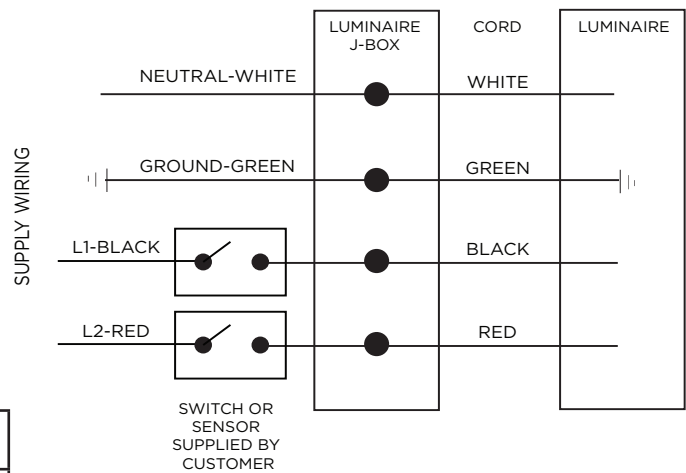 LUMINAIRE
J-BOX
CORD
LUMINAIRE
NEUTRAL-WHITE
WHITE
SUPPLY WIRING
GROUND-GREEN
GREEN
L1-BLACK
BLACK
L2-RED
RED
SWITCH OR
SENSOR
SUPPLIED BY
CUSTOMER